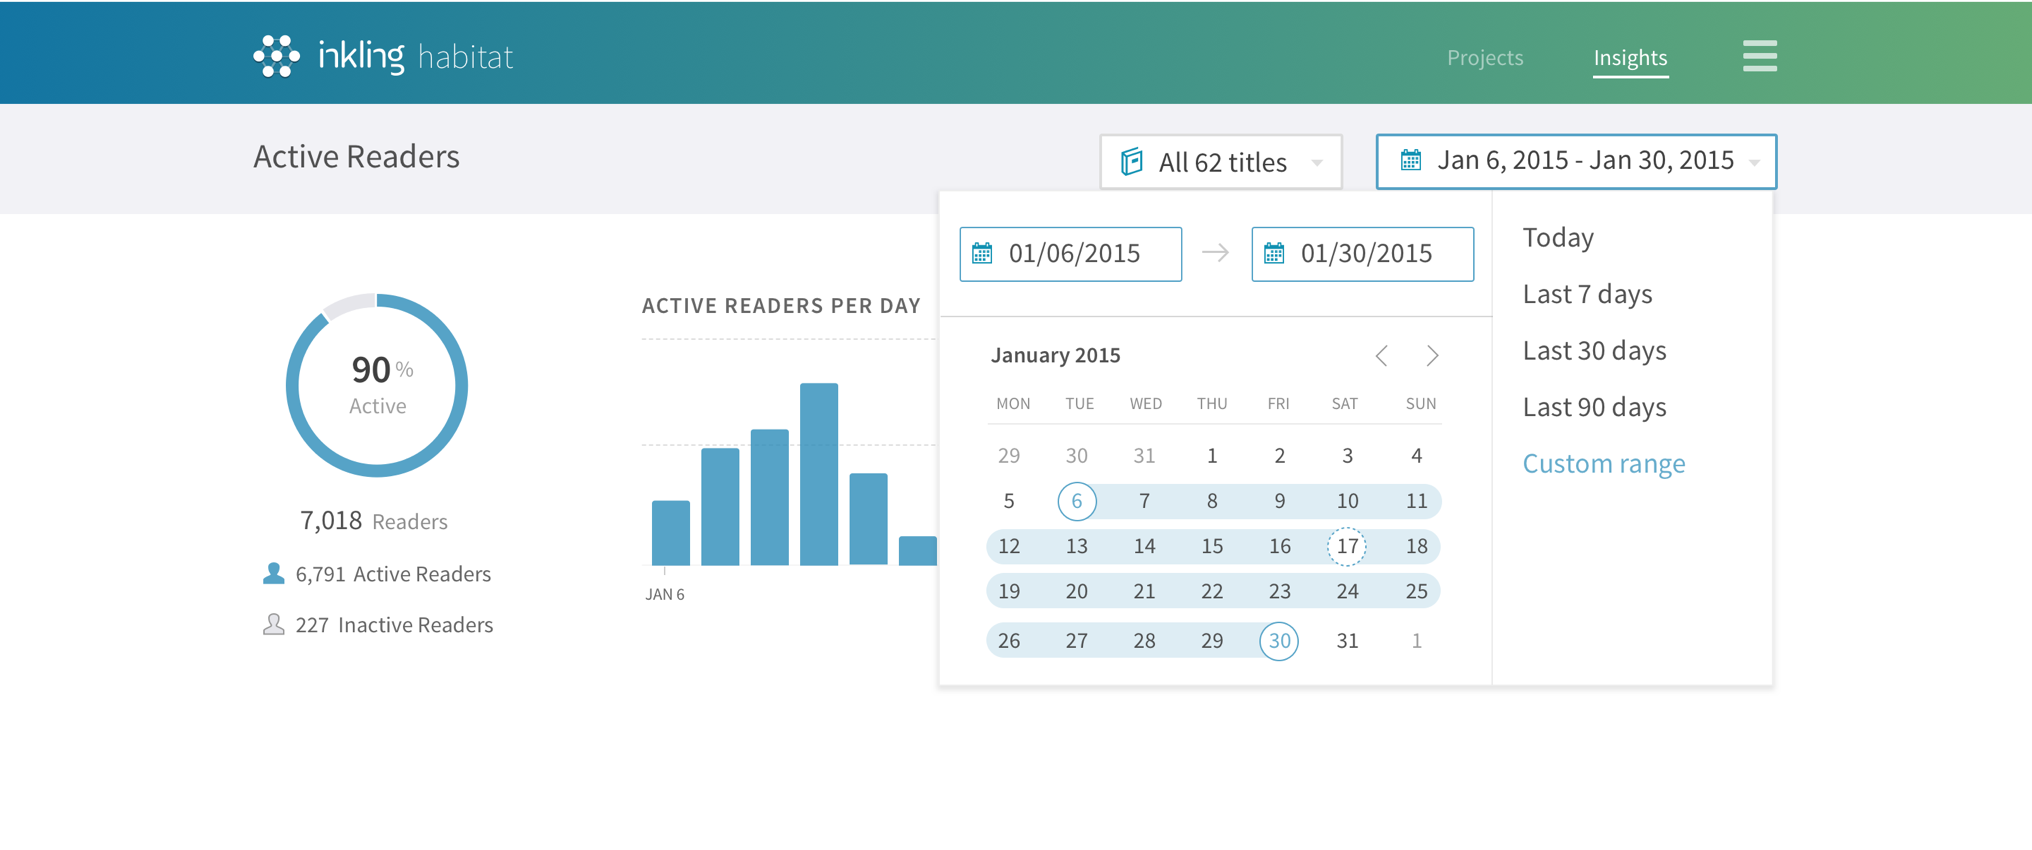 inkling habitat
Projects
Insights
Active Readers
All 62 titles
Jan 6, 2015 - Jan 30, 2015
01/06/2015
01/30/2015
Today
Last 7 days
Last 30 days
Last 90 days
Custom range
90 %
Active
7,018 Readers
6,791 Active Readers
227 Inactive Readers
ACTIVE READERS PER DAY
JAN 6
January 2015
MON TUE WED THU FRI SAT SUN
29 30 31 1 2 3 4
5 6 7 8 9 10 11
12 13 14 15 16 17 18
19 20 21 22 23 24 25
26 27 28 29 30 31 1